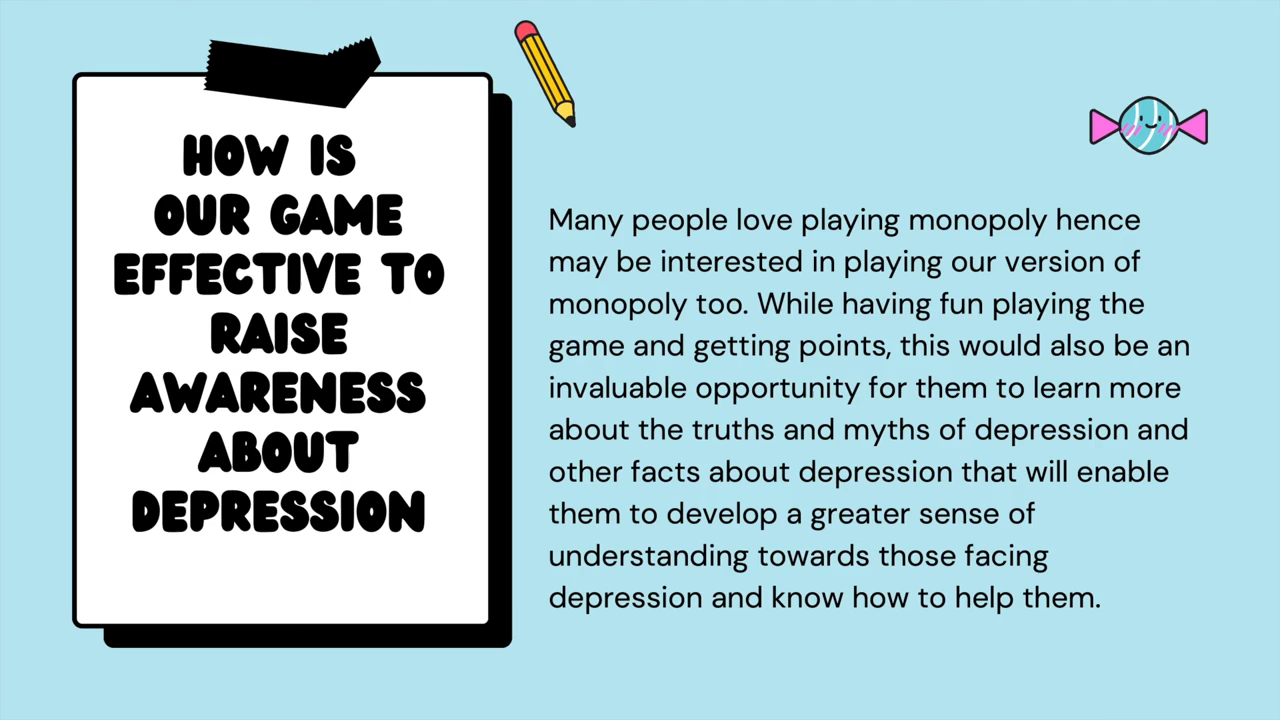 HOW IS
OUR GAME
EFFECTIVE TO
RAISE
AWARENESS
ABOUT
DEPRESSION
Many people love playing monopoly hence
may be interested in playing our version of
monopoly too. While having fun playing the
game and getting points, this would also be an
invaluable opportunity for them to learn more
about the truths and myths of depression and
other facts about depression that will enable
them to develop a greater sense of
understanding towards those facing
depression and know how to help them.